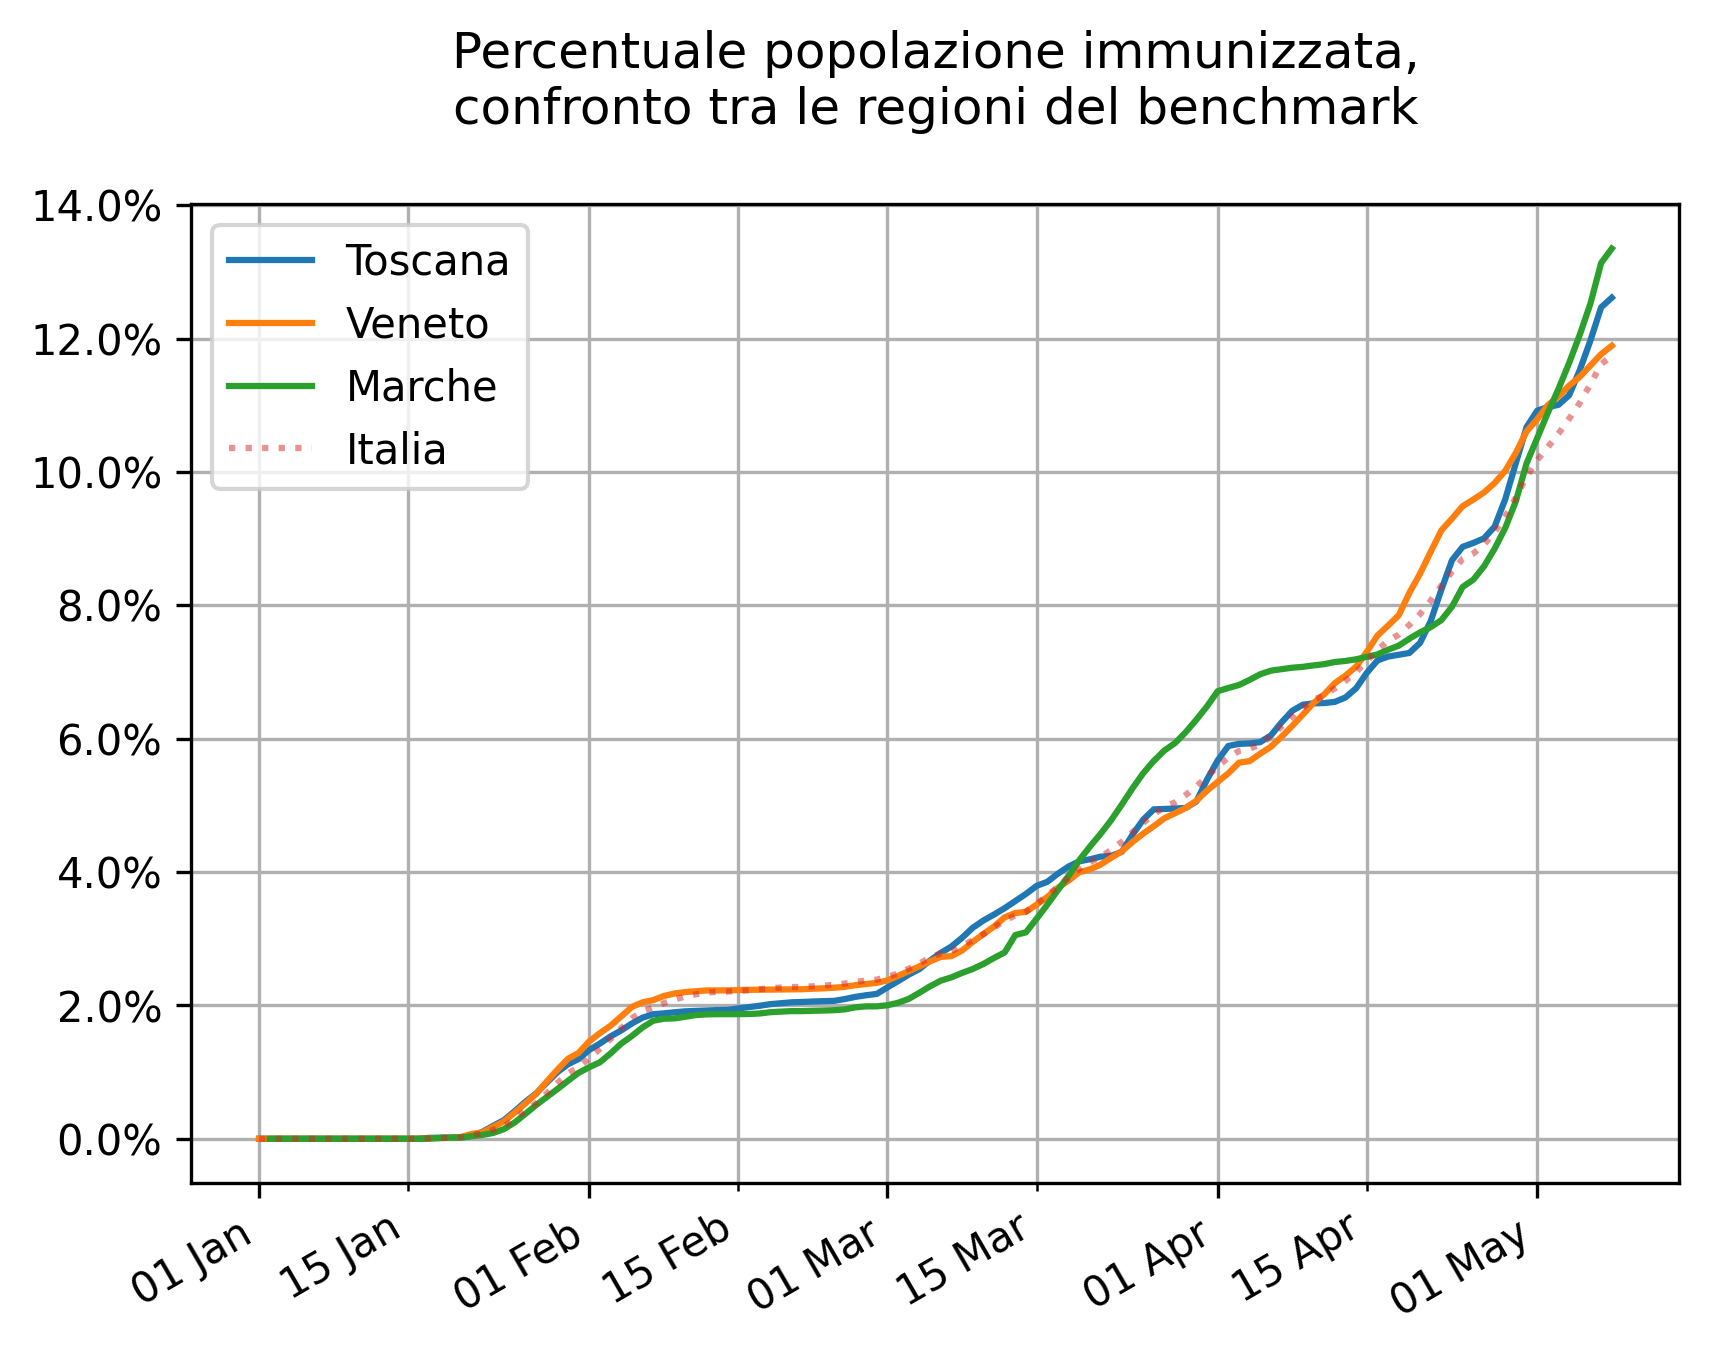 Percentuale popolazione immunizzata,
confronto tra le regioni del benchmark
14.0%
12.0%
10.0%
8.0%
6.0%
4.0%
2.0%
0.0%
Toscana
Veneto
Marche
Italia
01 Jan
15 Jan
01 Feb
15 Feb
01 Mar
15 Mar
01 Apr
15 Apr
01 May